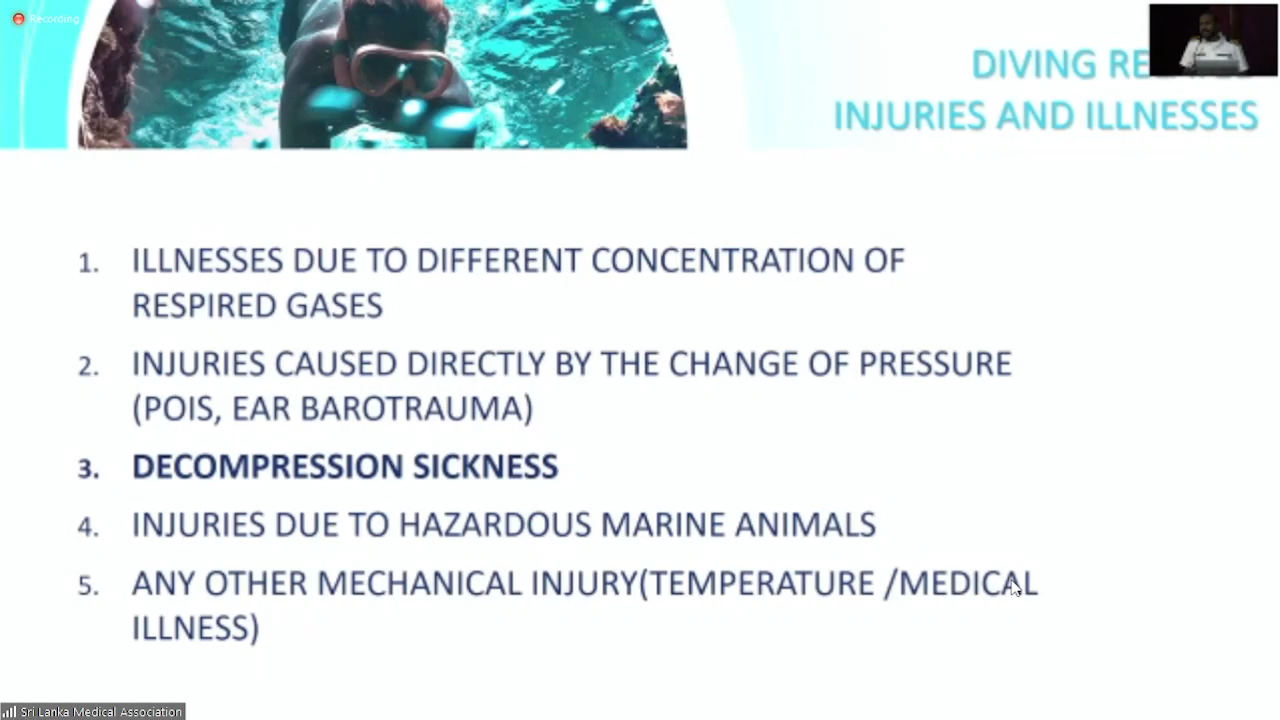 Recording
DIVING RE
INJURIES AND ILLNESSES
1. ILLNESSES DUE TO DIFFERENT CONCENTRATION OF
RESPIRED GASES
2. INJURIES CAUSED DIRECTLY BY THE CHANGE OF PRESSURE
(POIS, EAR BAROTRAUMA)
3. DECOMPRESSION SICKNESS
4. INJURIES DUE TO HAZARDOUS MARINE ANIMALS
5. ANY OTHER MECHANICAL INJURY(TEMPERATURE /MEDICAL
ILLNESS)
Sri Lanka Medical Association